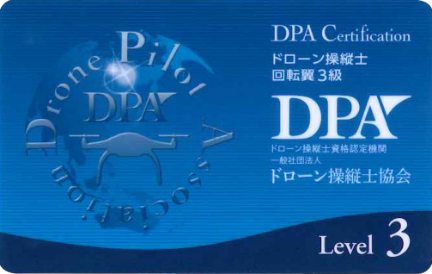 Drone Pilot Association
DPA
DPA Certification
ドローン操縦士
回転翼3級
DPA
ドローン操縦士資格認定機関
一般社団法人
ドローン操縦士協会
Level 3